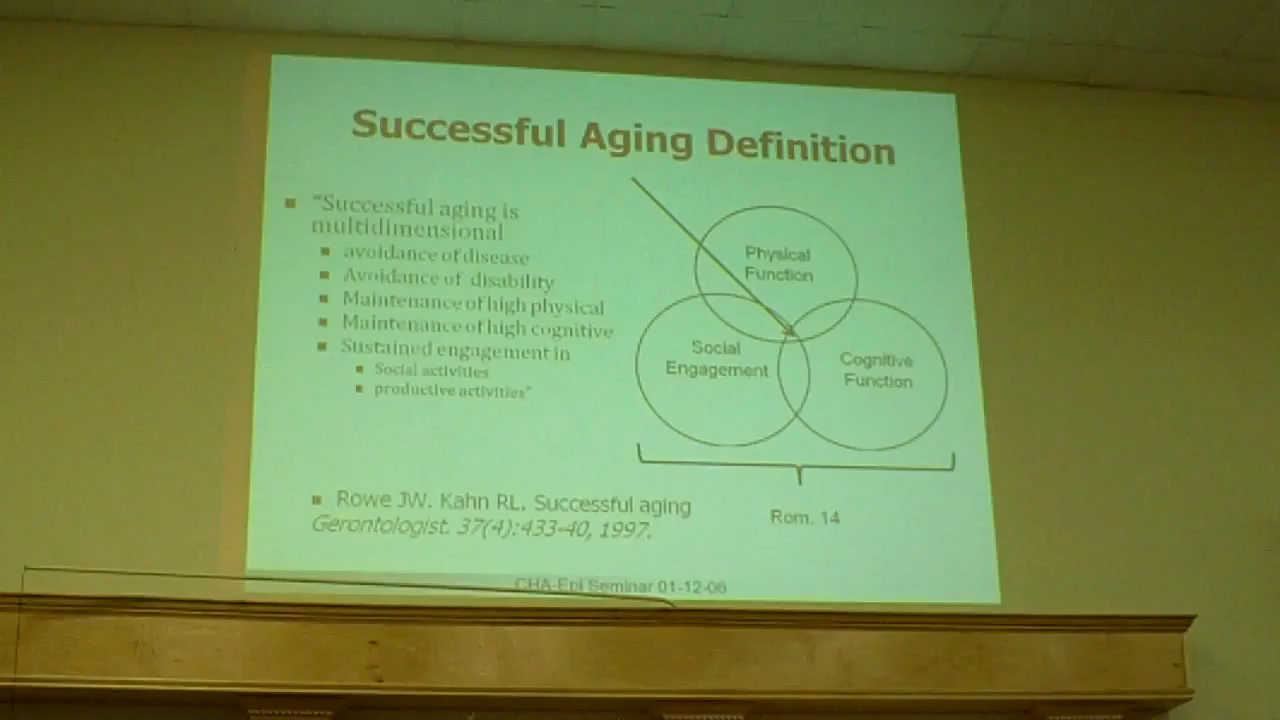 Successful Aging Definition
"Successful aging is
multidimensional
avoidance of disease
Avoidance of disability
Maintenance of high physical
Maintenance of high cognitive
Sustained engagement in
Social activities
productive activities"
Physical
Function
Social
Engagement
Cognitive
Function
Rowe JW. Kahn RL. Successful aging
Gerontologist. 37(4):433-40, 1997.
Rom. 14
CHA-Epi Seminar 01-12-06